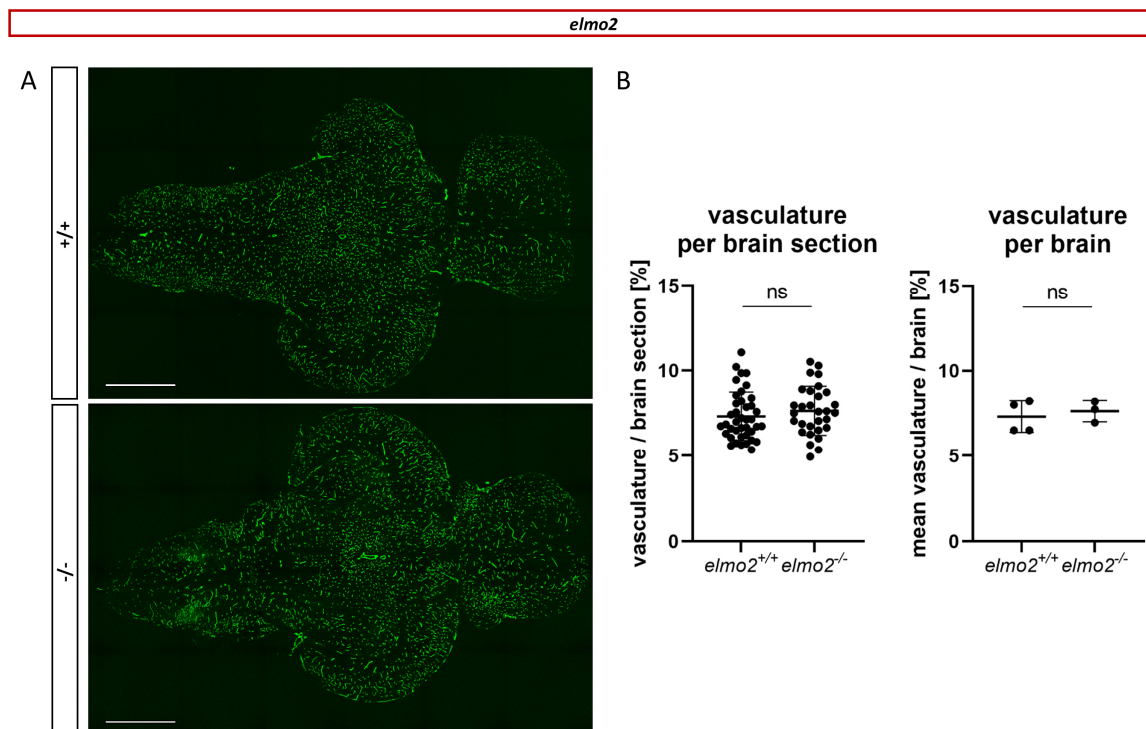 elmo2
A
+/+
-/-
B
vasculature
per brain section
vasculature / brain section [%]
15
10
5
0
ns
elmo2+/+ elmo2-/-
vasculature
per brain
mean vasculature / brain [%]
15
10
5
0
ns
elmo2+/+ elmo2-/-